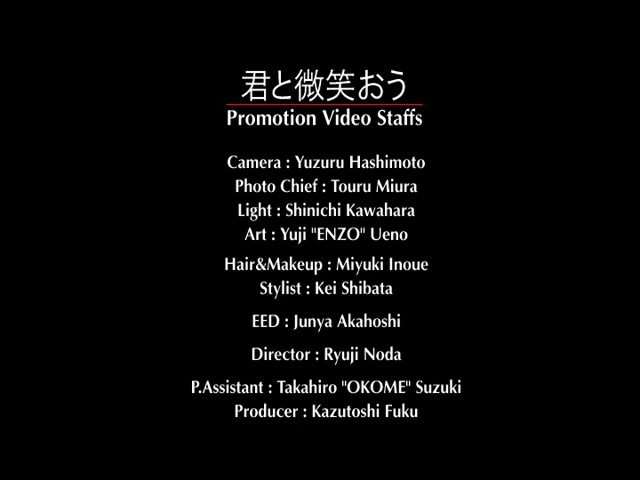 君と微笑おう
Promotion Video Staffs
Camera : Yuzuru Hashimoto
Photo Chief : Touru Miura
Light : Shinichi Kawahara
Art : Yuji "ENZO" Ueno
Hair&Makeup : Miyuki Inoue
Stylist : Kei Shibata
EED : Junya Akahoshi
Director : Ryuji Noda
P.Assistant : Takahiro "OKOME" Suzuki
Producer : Kazutoshi Fuku